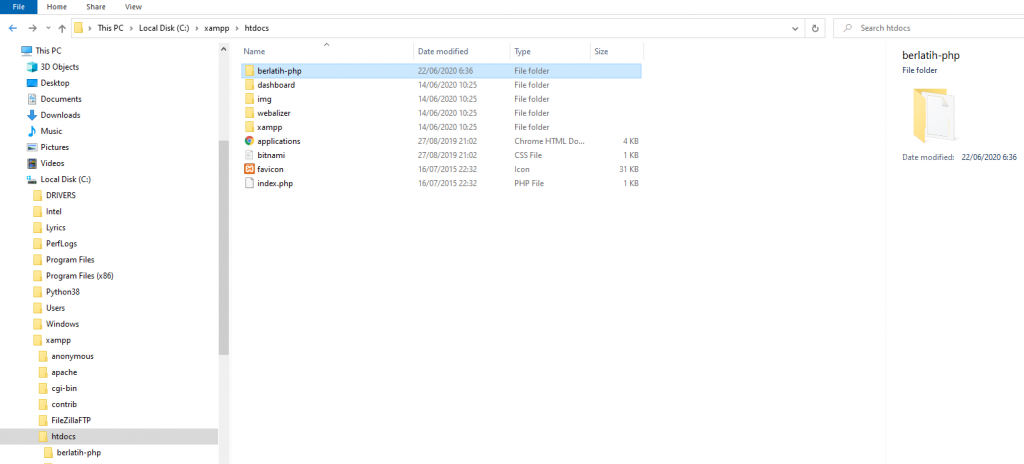 File Home Share View
This PC Local Disk (C:) xampp htdocs Search htdocs
This PC
3D Objects
Desktop
Documents
Downloads
Music
Pictures
Videos
Local Disk (C:)
DRIVERS
Intel
Lyrics
PerfLogs
Program Files
Program Files (x86)
Python38
Users
Windows
xampp
anonymous
apache
cgi-bin
contrib
FileZillaFTP
htdocs
berlatih-php
Name Date modified Type Size
berlatih-php 22/06/2020 6:36 File folder
dashboard 14/06/2020 10:25 File folder
img 14/06/2020 10:25 File folder
webalizer 14/06/2020 10:25 File folder
xampp 14/06/2020 10:25 File folder
applications 27/08/2019 21:02 Chrome HTML Do... 4 KB
bitnami 27/08/2019 21:02 CSS File 1 KB
favicon 16/07/2015 22:32 Icon 31 KB
index.php 16/07/2015 22:32 PHP File 1 KB
berlatih-php
File folder
Date modified: 22/06/2020 6:36